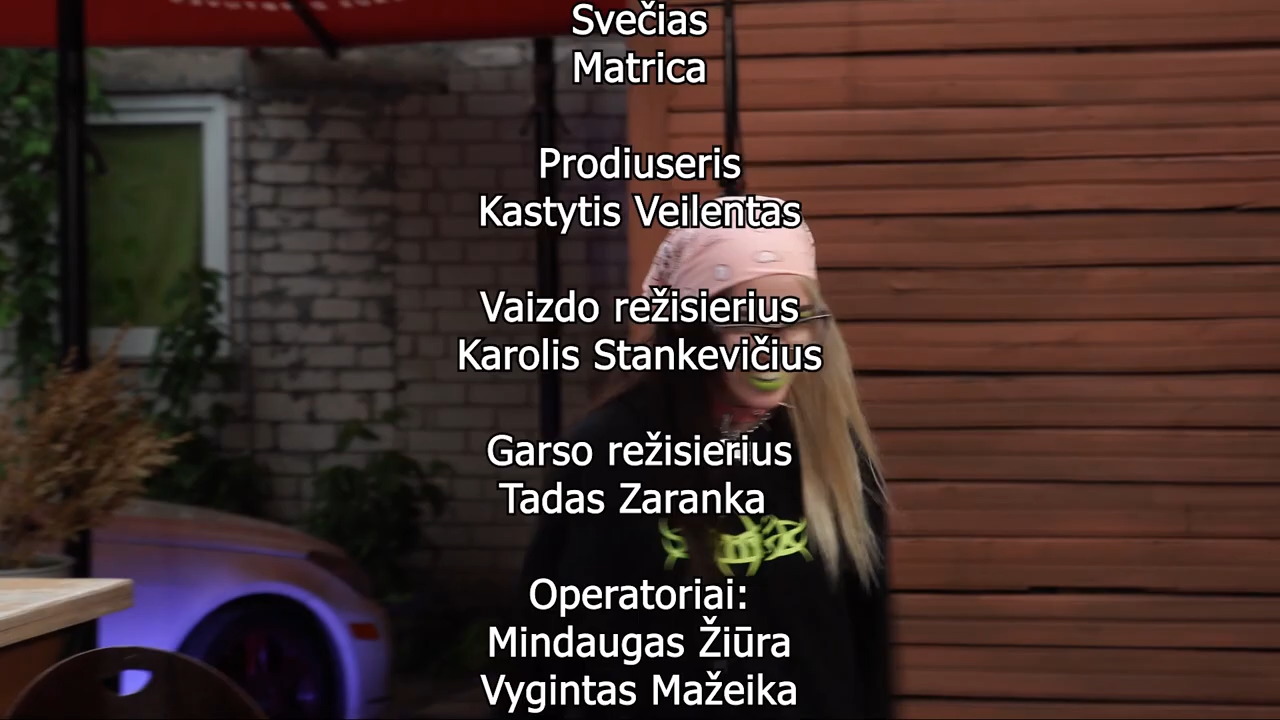 Svečias
Matrica
Prodiuseris
Kastytis Veilentas
Vaizdo režisierius
Karolis Stankevičius
Garso režisierius
Tadas Zaranka
Operatoriai:
Mindaugas Žiūra
Vygintas Mažeika